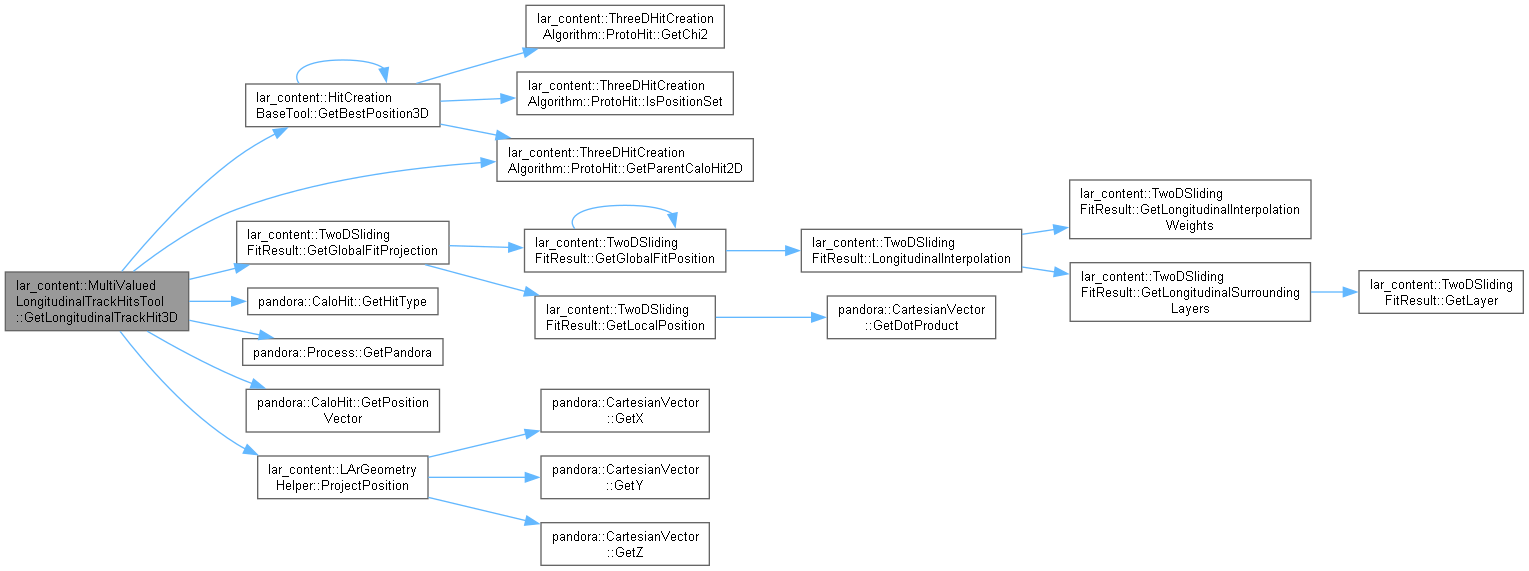 lar_content::MultiValued
LongitudinalTrackHitsTool
::GetLongitudinalTrackHit3D
lar_content::HitCreation
BaseTool::GetBestPosition3D
lar_content::ThreeDHitCreation
Algorithm::ProtoHit::GetChi2
lar_content::ThreeDHitCreation
Algorithm::ProtoHit::IsPositionSet
lar_content::ThreeDHitCreation
Algorithm::ProtoHit::GetParentCaloHit2D
lar_content::TwoDSliding
FitResult::GetGlobalFitProjection
lar_content::TwoDSliding
FitResult::GetGlobalFitPosition
lar_content::TwoDSliding
FitResult::LongitudinalInterpolation
lar_content::TwoDSliding
FitResult::GetLongitudinalInterpolation
Weights
lar_content::TwoDSliding
FitResult::GetLongitudinalSurrounding
Layers
lar_content::TwoDSliding
FitResult::GetLayer
lar_content::TwoDSliding
FitResult::GetLocalPosition
pandora::CartesianVector
::GetDotProduct
pandora::CaloHit::GetHitType
pandora::Process::GetPandora
pandora::CaloHit::GetPosition
Vector
lar_content::LArGeometry
Helper::ProjectPosition
pandora::CartesianVector
::GetX
pandora::CartesianVector
::GetY
pandora::CartesianVector
::GetZ